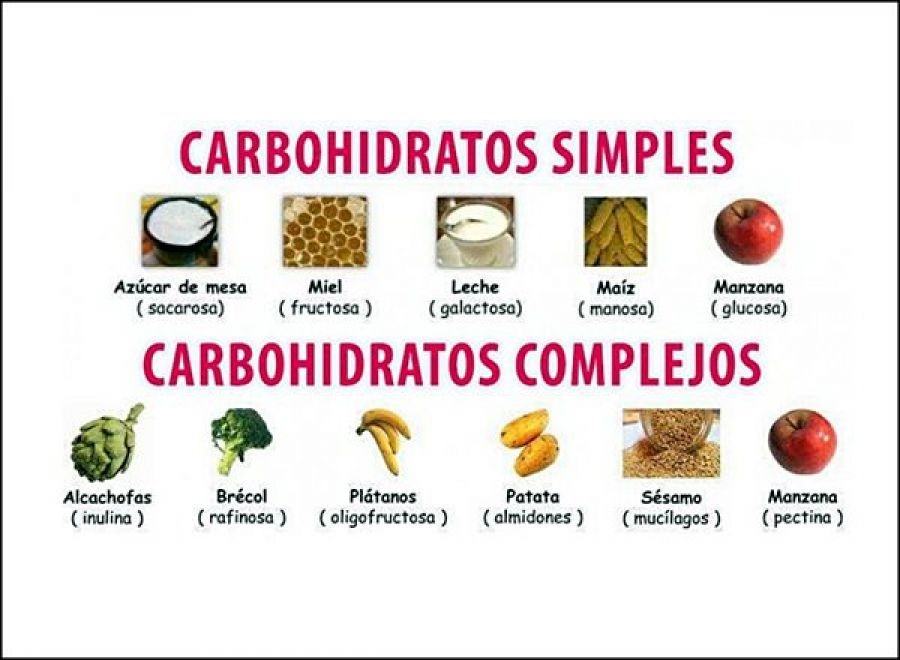 CARBOHIDRATOS SIMPLES
Azúcar de mesa Miel Leche Maíz Manzana
( sacarosa) ( fructosa ) ( galactosa) ( manosa) ( glucosa)
CARBOHIDRATOS COMPLEJOS
Alcachofas Brécol Plátanos Patata Sésamo Manzana
( inulina ) ( rafinosa ) ( oligofructosa ) ( almidones ) ( mucílagos ) ( pectina )